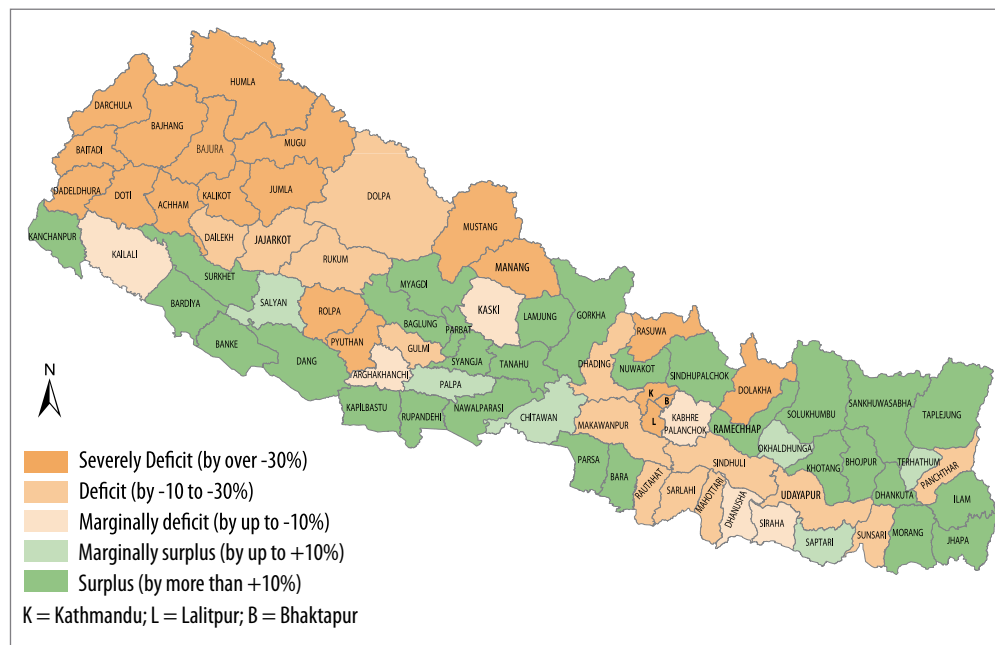 HUMLA
DARCHULA
BAJHANG
MUGU
BAITADI
BAJURA
DADELDHURA
DOTI
ACHHAM
KALIKOT
JUMLA
DOLPA
KANCHANPUR
KAILALI
DAILEKH
JAJARKOT
RUKUM
MUSTANG
MANANG
SURKHET
SALYAN
MYAGDI
KASKI
LAMJUNG
GORKHA
BARDIYA
ROLPA
BAGLUNG
PARBAT
RASUWA
BANKE
DANG
PYUTHAN
GULMI
SYANGJA
TANAHU
DHADING
NUWAKOT
SINDHUPALCHOK
N
ARGHAKHANCHI
PALPA
K
B
L
DOLAKHA
SOLUKHUMBU
SANKHUWASABHA
TAPLEJUNG
KAPILBASTU
RUPANDEHI
NAWALPARASI
CHITAWAN
MAKAWANPUR
KABHRE
PALANCHOK
RAMECHHAP
OKHALDHUNGA
KHOTANG
BHOJPUR
TERHATHUM
PANCHTHAR
PARSA
BARA
RAUTAHAT
SARLAHI
MAHOTTARI
SINDHULI
DHANUSHA
SIRAHA
UDAYAPUR
SAPTARI
SUNSARI
DHANKUTA
ILAM
MORANG
JHAPA
Severely Deficit (by over -30%)
Deficit (by -10 to -30%)
Marginally deficit (by up to -10%)
Marginally surplus (by up to +10%)
Surplus (by more than +10%)
K = Kathmandu; L = Lalitpur; B = Bhaktapur